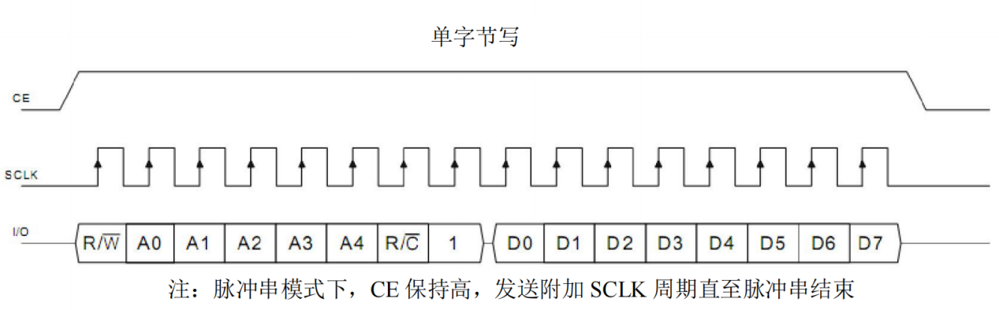 单字节写
CE
SCLK
I/O
R/W̅ A0 A1 A2 A3 A4 R/C̅ 1 D0 D1 D2 D3 D4 D5 D6 D7
注：脉冲串模式下，CE 保持高，发送附加 SCLK 周期直至脉冲串结束